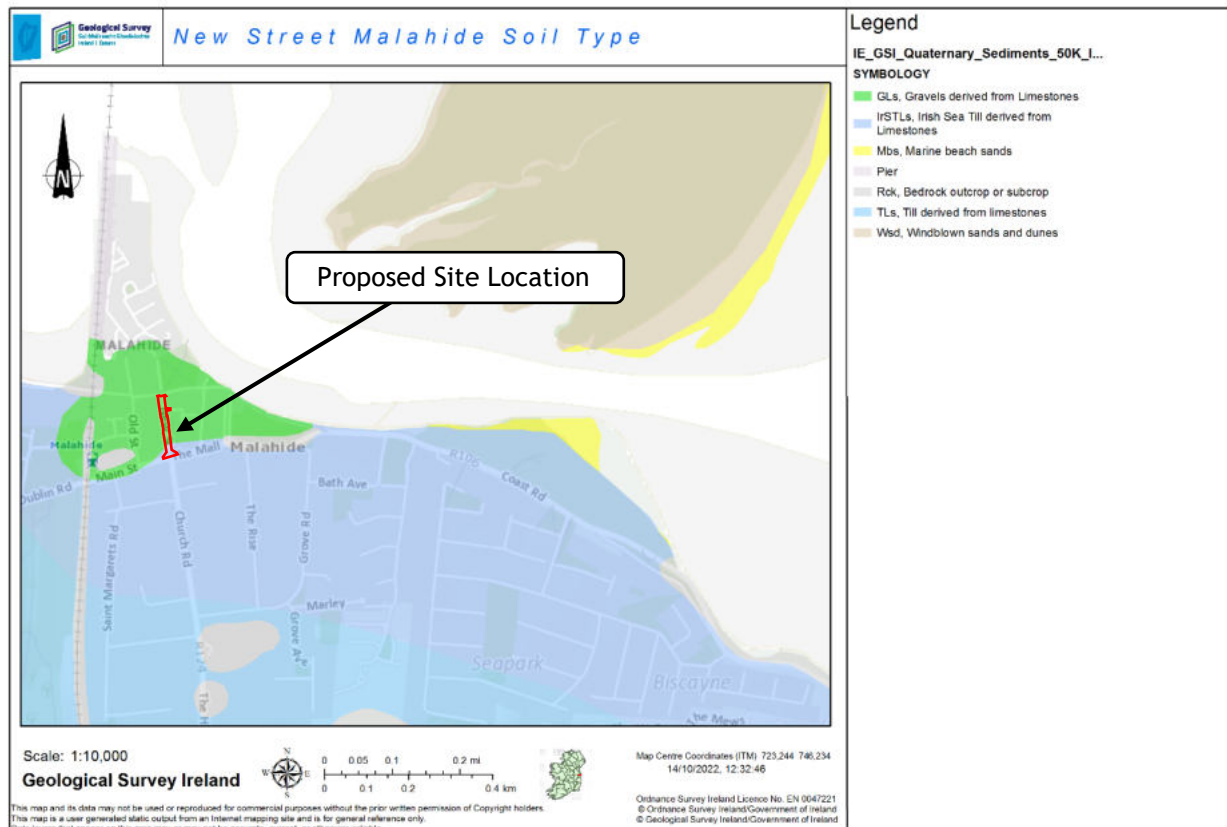 Geological Survey
Ireland
New Street Malahide Soil Type
Legend
IE_GSI_Quaternary_Sediments_50K_I...
SYMBOLOGY
GLs, Gravels derived from Limestones
IrSTLs, Irish Sea Till derived from
Limestones
Mbs, Marine beach sands
Pier
Rck, Bedrock outcrop or subcrop
TLs, Till derived from limestones
Wsd, Windblown sands and dunes
N
Proposed Site Location
MALAHIDE
Old St
Malahide
The Mall
Malahide
Main St
Dublin Rd
R106
Coast Rd
Bath Ave
Church Rd
The Rise
Grove Rd
Saint Margarets Rd
Marley
Grove Av
R124
Seapark
Biscayne
The H
The Mews
Scale: 1:10,000
Geological Survey Ireland
N
W
E
S
0 0.05 0.1 0.2 mi
0 0.1 0.2 0.4 km
Map Centre Coordinates (ITM) 723,244 746,234
14/10/2022, 12:32:46
Ordnance Survey Ireland Licence No. EN 0047221
© Ordnance Survey Ireland/Government of Ireland
© Geological Survey Ireland/Government of Ireland
This map and its data may not be used or reproduced for commercial purposes without the prior written permission of Copyright holders.
This map is a user generated static output from an Internet mapping site and is for general reference only.